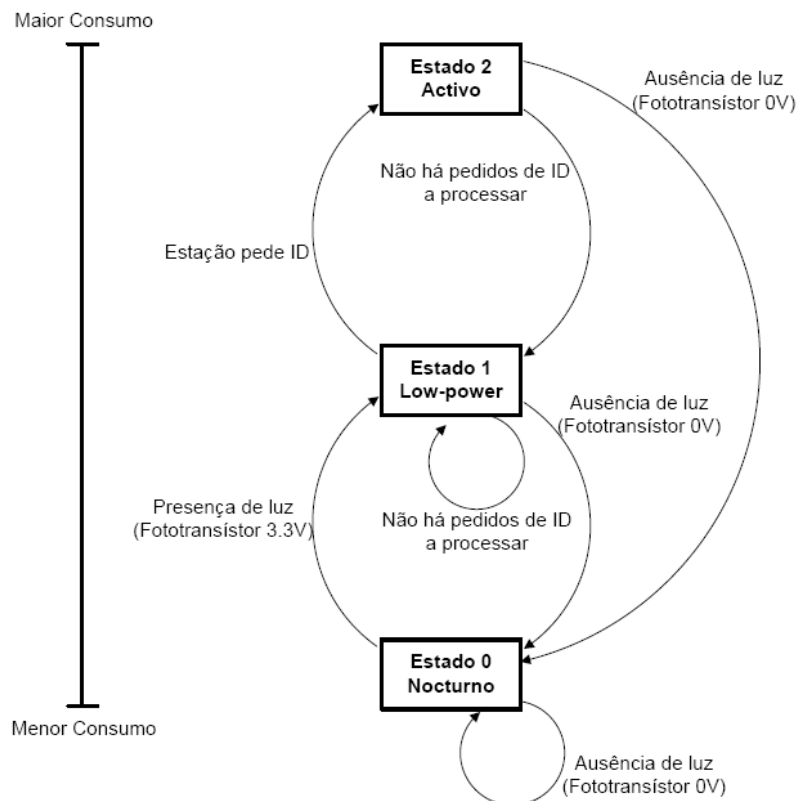 Maior Consumo
Estado 2
Activo
Ausência de luz
(Fototransístor 0V)
Não há pedidos de ID
a processar
Estação pede ID
Estado 1
Low-power
Ausência de luz
(Fototransístor 0V)
Presença de luz
(Fototransístor 3.3V)
Não há pedidos de ID
a processar
Estado 0
Nocturno
Menor Consumo
Ausência de luz
(Fototransístor 0V)